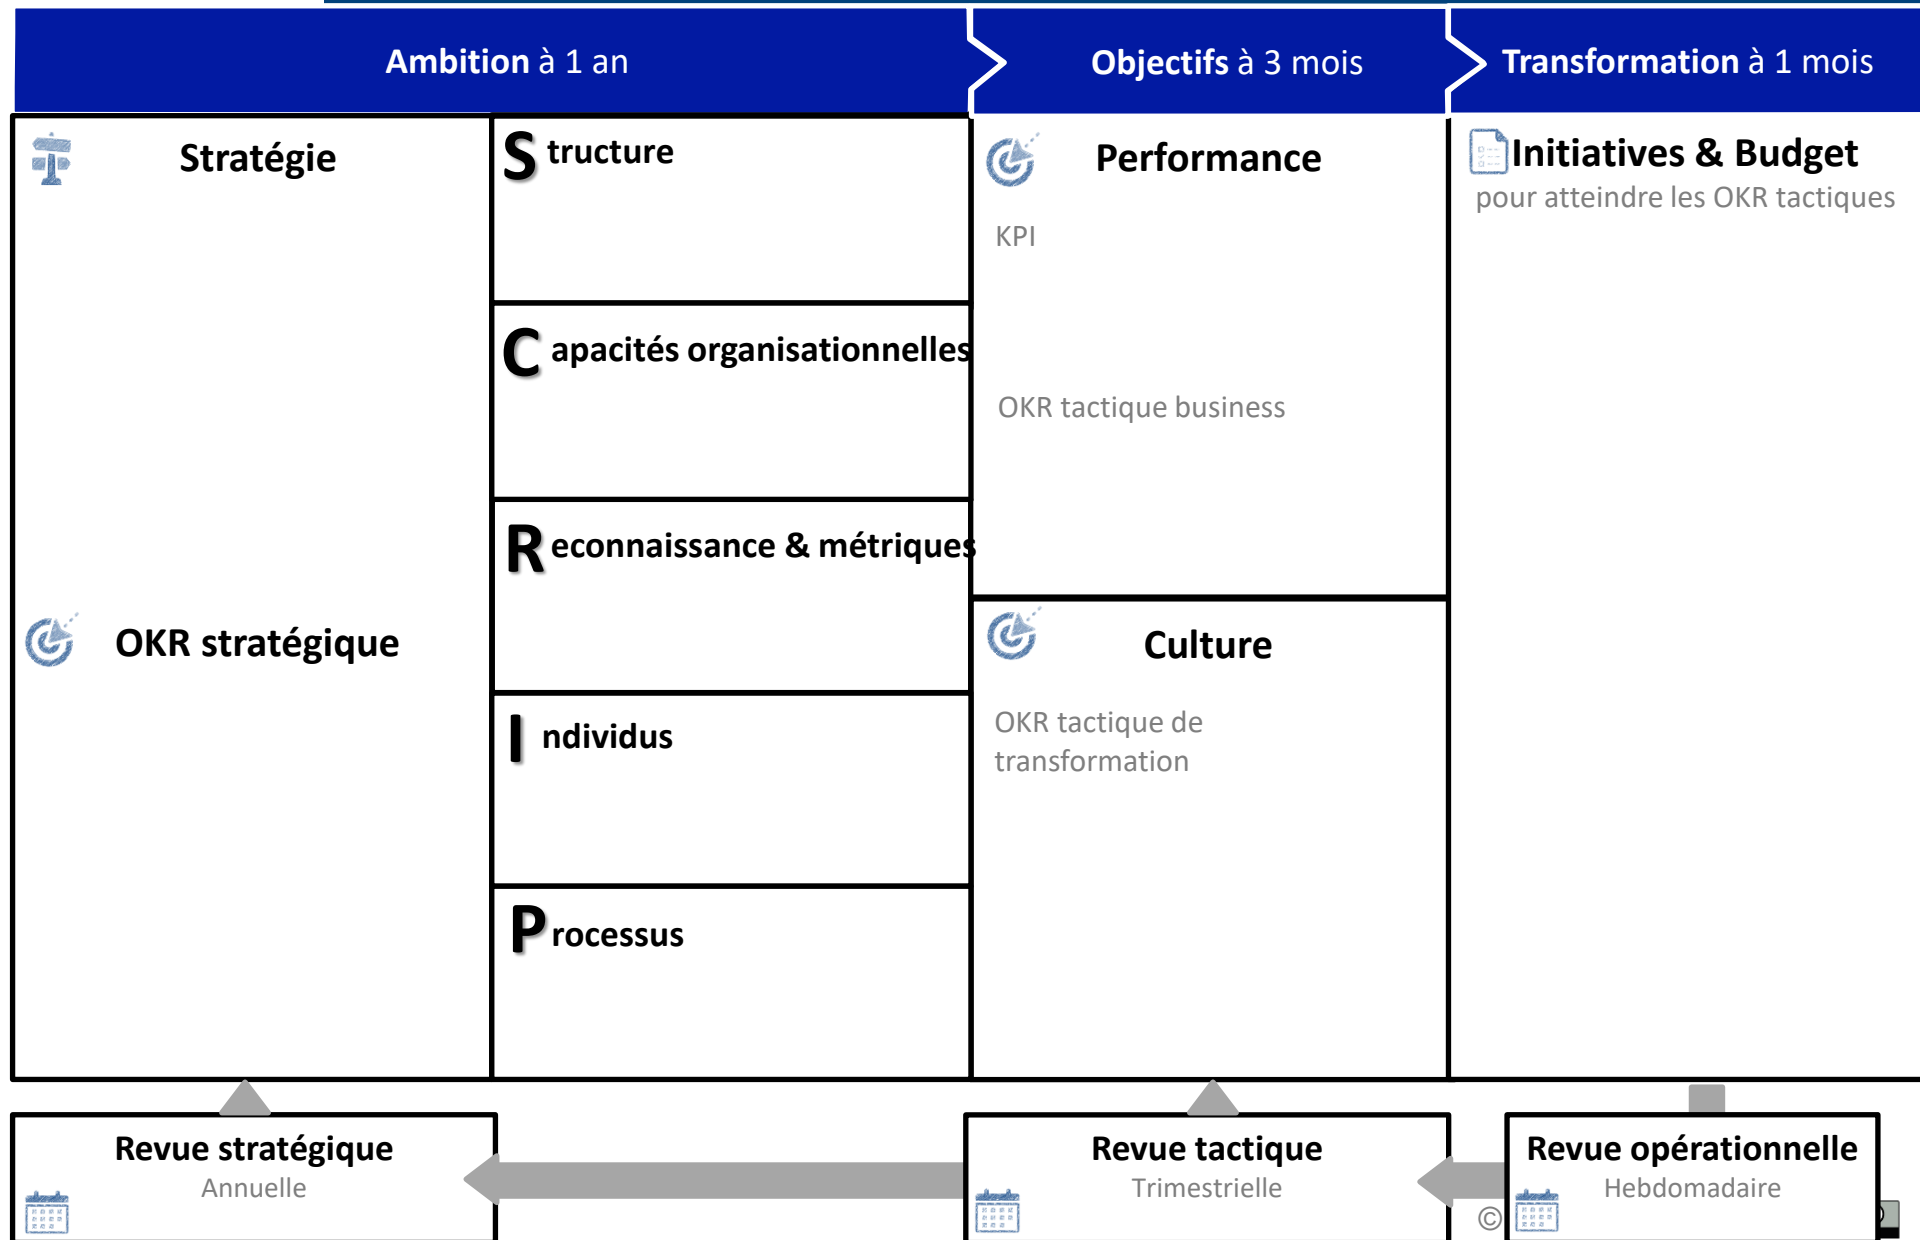 Ambition à 1 an
Objectifs à 3 mois
Transformation à 1 mois
Stratégie
OKR stratégique
Structure
Capacités organisationnelles
Reconnaissance & métriques
Individus
Processus
Performance
KPI
OKR tactique business
Culture
OKR tactique de
transformation
Initiatives & Budget
pour atteindre les OKR tactiques
Revue stratégique
Annuelle
Revue tactique
Trimestrielle
Revue opérationnelle
Hebdomadaire
©